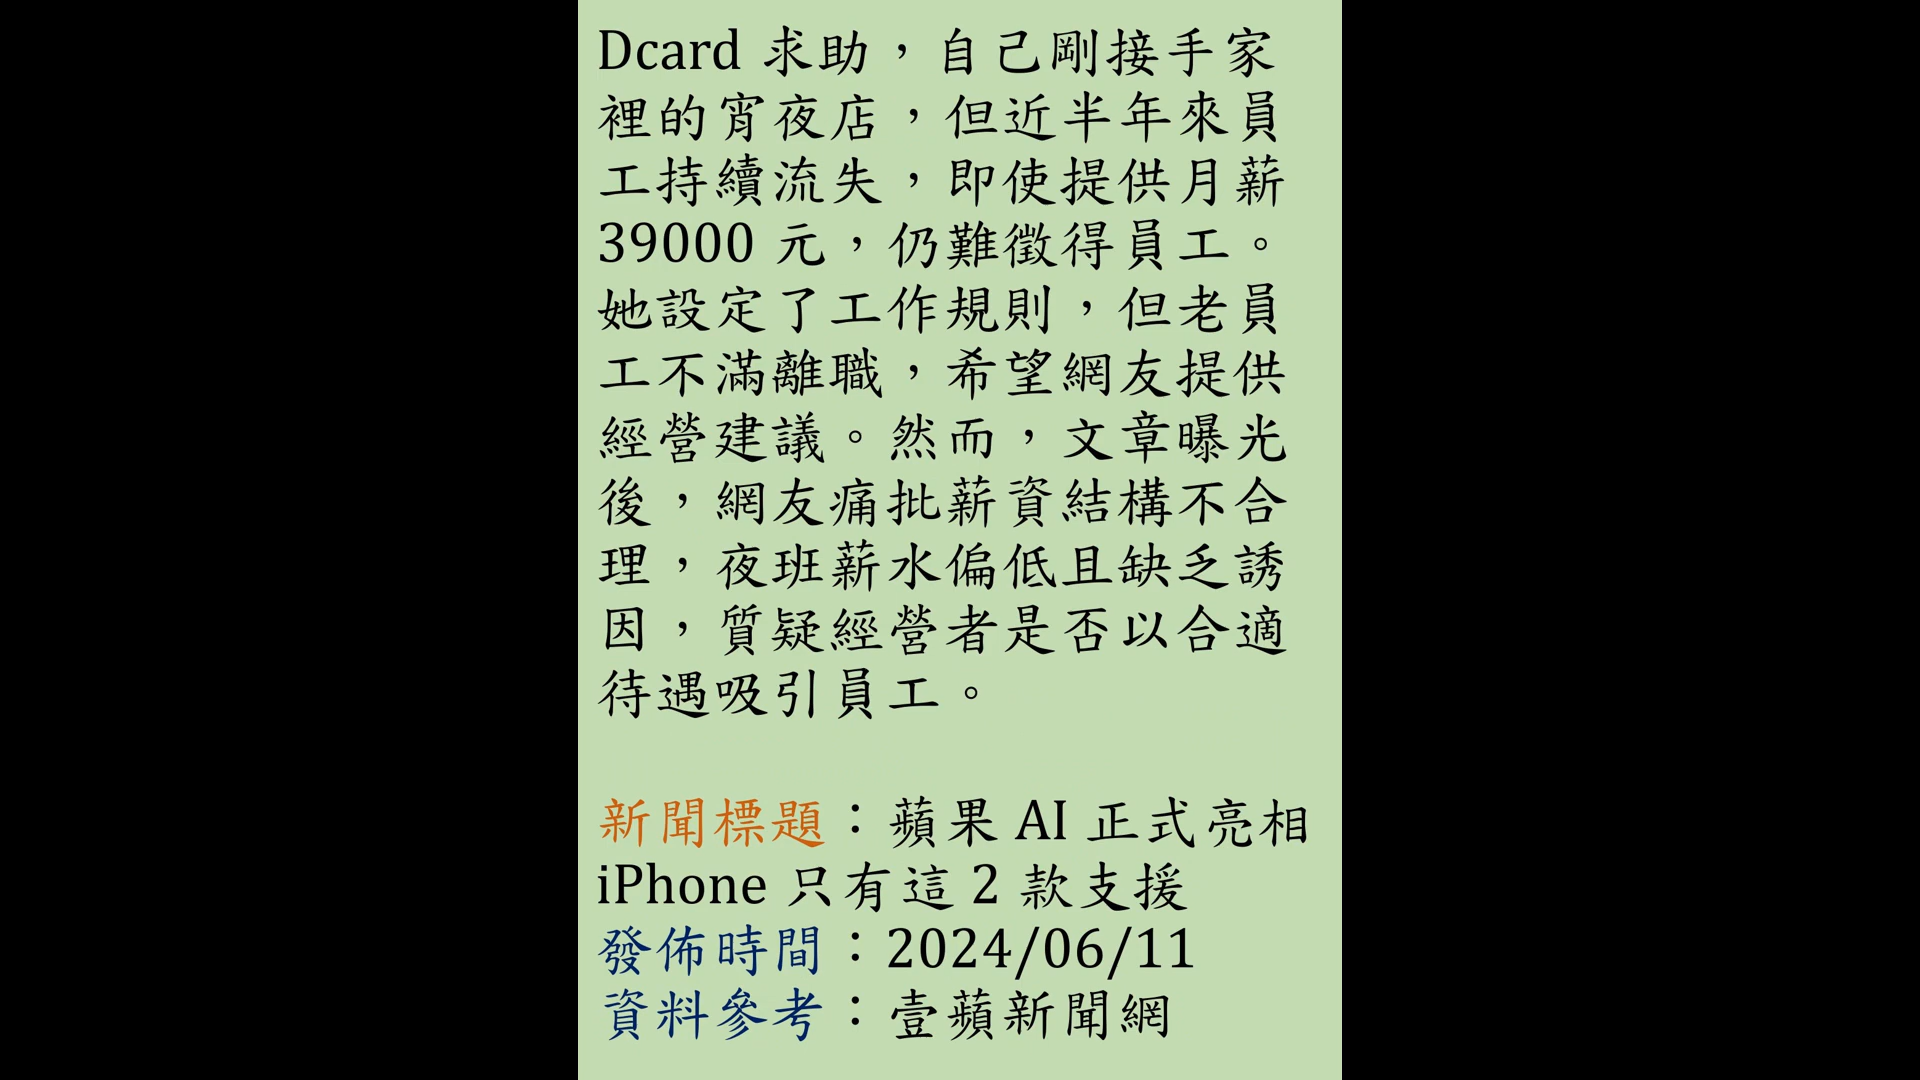 Dcard 求助，自己剛接手家
裡的宵夜店，但近半年來員
工持續流失，即使提供月薪
39000 元，仍難徵得員工。
她設定了工作規則，但老員
工不滿離職，希望網友提供
經營建議。然而，文章曝光
後，網友痛批薪資結構不合
理，夜班薪水偏低且缺乏誘
因，質疑經營者是否以合適
待遇吸引員工。
新聞標題：蘋果 AI 正式亮相
iPhone 只有這 2 款支援
發佈時間：2024/06/11
資料參考：壹蘋新聞網